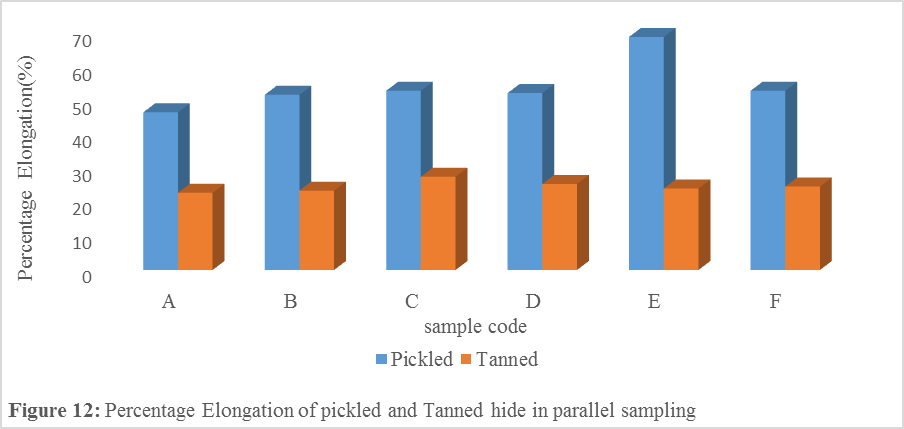 Percentage Elongation(%)
70
60
50
40
30
20
10
0
A B C D E F
sample code
Pickled Tanned
Figure 12: Percentage Elongation of pickled and Tanned hide in parallel sampling